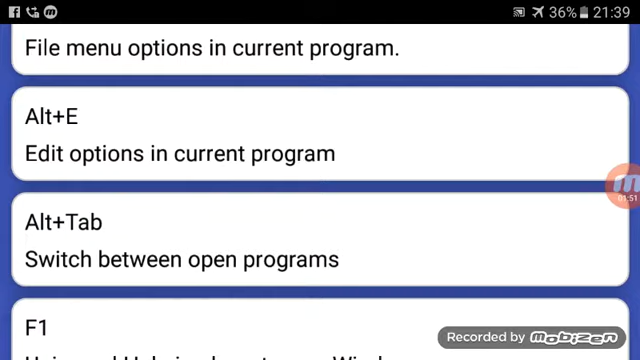 36% 21:39
File menu options in current program.
Alt+E
Edit options in current program
Alt+Tab
Switch between open programs
01:51
F1
Recorded by mobizen